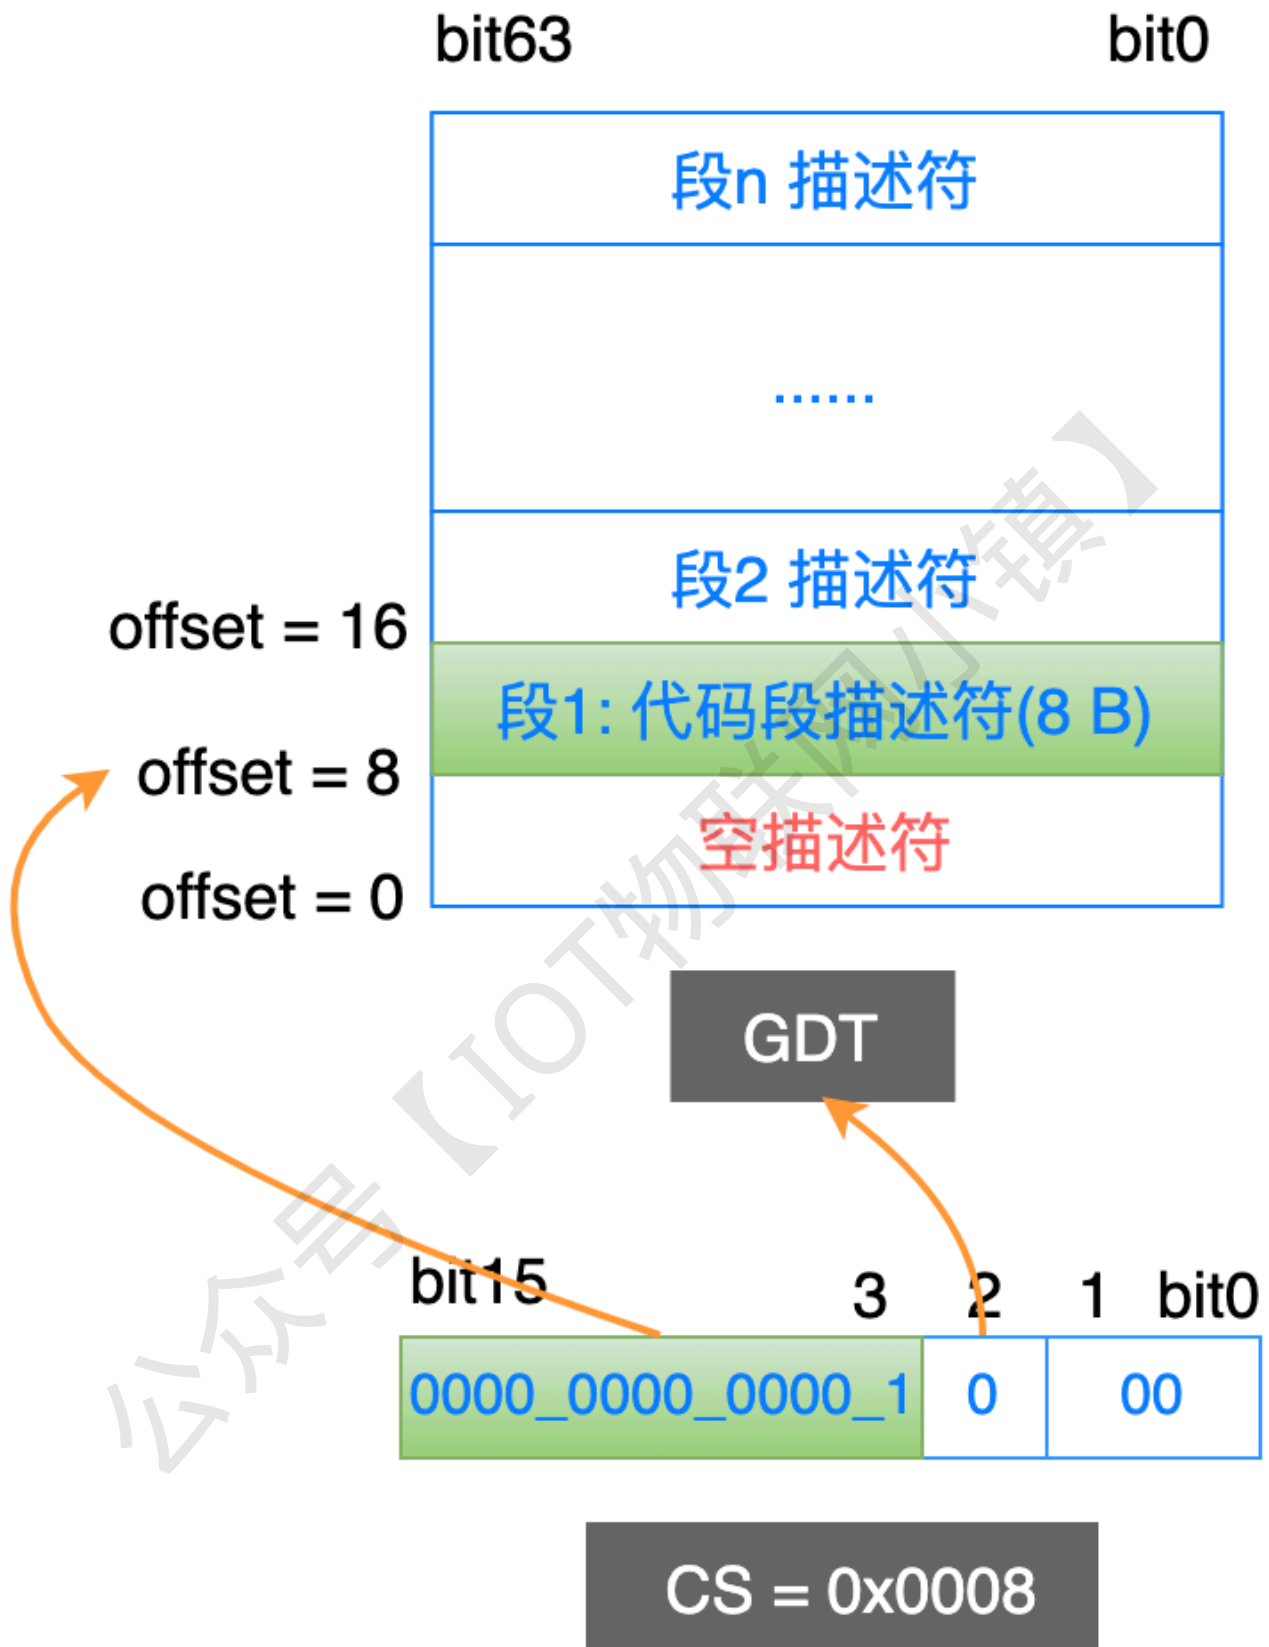 bit63 bit0
段n 描述符
......
段2 描述符
offset = 16
段1: 代码段描述符(8 B)
offset = 8
空描述符
offset = 0
GDT
bit15 3 2 1 bit0
0000_0000_0000_1 0 00
CS = 0x0008
公众号【IOT物联网小镇】